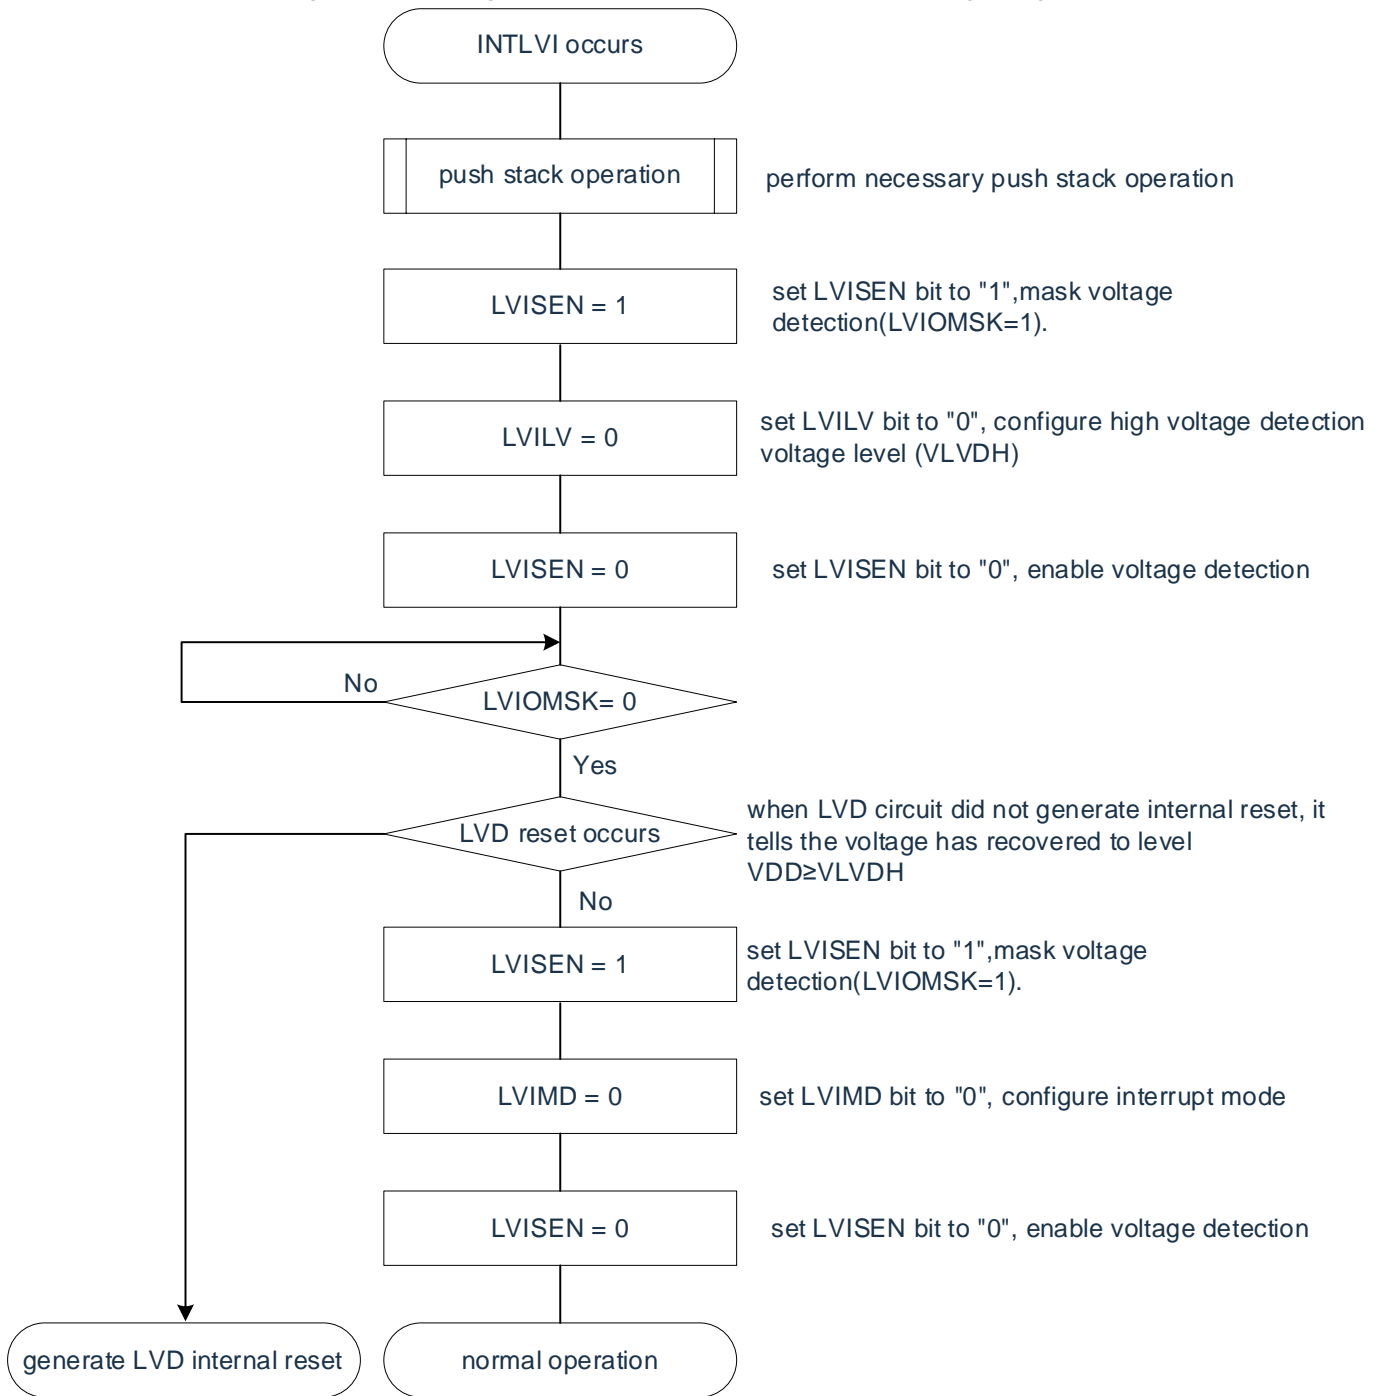 INTLVI occurs
push stack operation
perform necessary push stack operation
LVISEN = 1
set LVISEN bit to "1",mask voltage
detection(LVIOMSK=1).
LVILV = 0
set LVILV bit to "0", configure high voltage detection
voltage level (VLVDH)
LVISEN = 0
set LVISEN bit to "0", enable voltage detection
No
LVIOMSK= 0
Yes
LVD reset occurs
when LVD circuit did not generate internal reset, it
tells the voltage has recovered to level
VDD≥VLVDH
No
LVISEN = 1
set LVISEN bit to "1",mask voltage
detection(LVIOMSK=1).
LVIMD = 0
set LVIMD bit to "0", configure interrupt mode
LVISEN = 0
set LVISEN bit to "0", enable voltage detection
generate LVD internal reset
normal operation